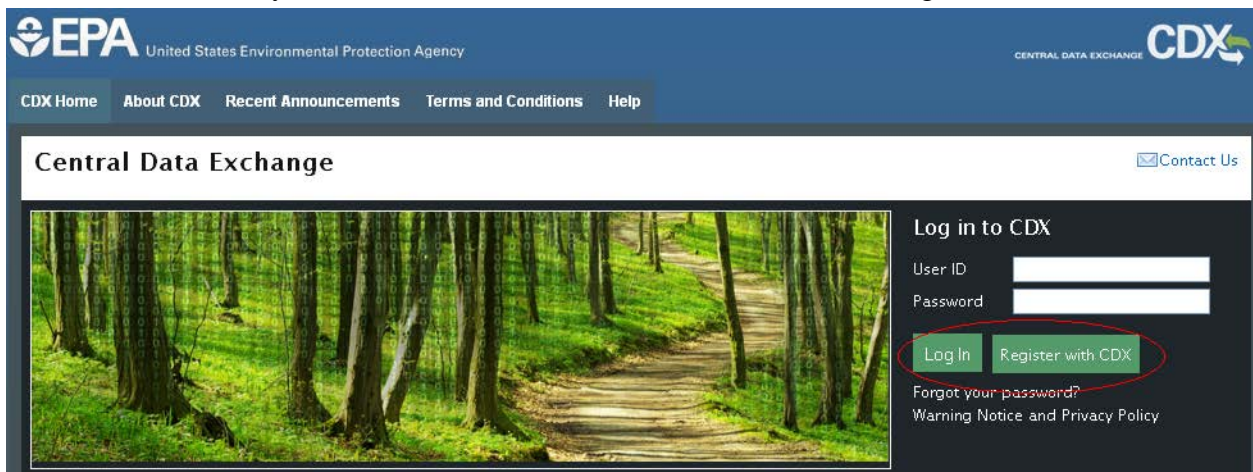 EPA United States Environmental Protection Agency
CENTRAL DATA EXCHANGE CDX
CDX Home About CDX Recent Announcements Terms and Conditions Help
Central Data Exchange
Contact Us
Log in to CDX
User ID
Password
Log In Register with CDX
Forgot your password?
Warning Notice and Privacy Policy